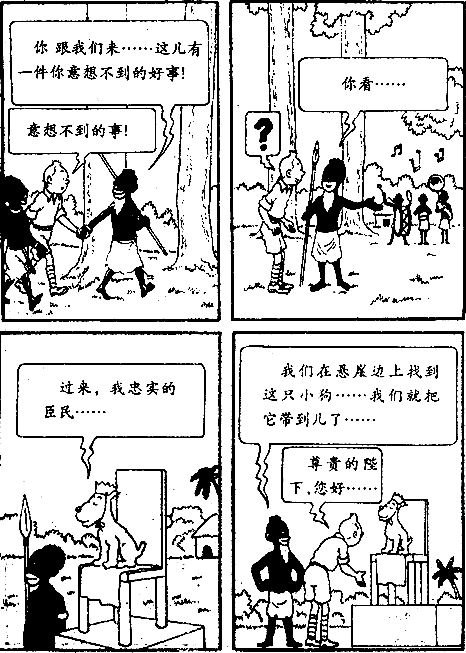 你跟我们来……这儿有
一件你意想不到的好事!
意想不到的事!
?
你看……
过来，我忠实的
臣民……
我们在悬崖边上找到
这只小狗……我们就把
它带到儿了……
尊贵的陛
下,您好……